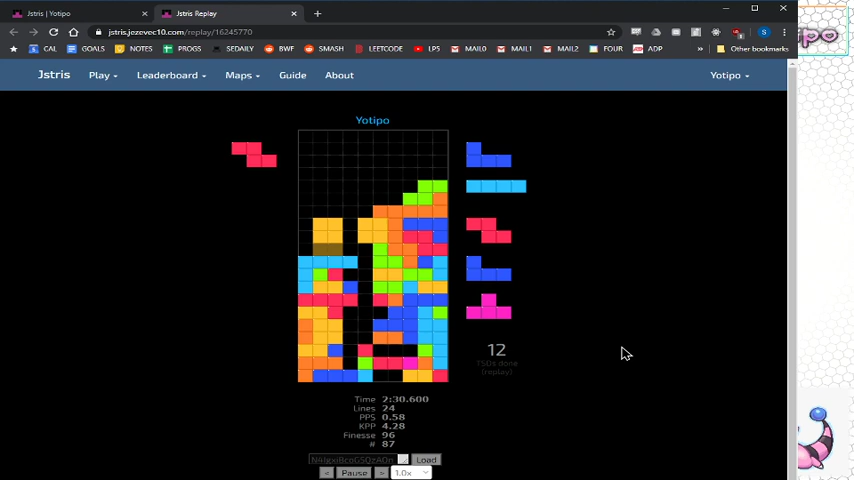 Jstris | Yotipo
Jstris Replay
jstris.jezevec10.com/replay/16245770
CAL GOALS NOTES PROGS SEDAILY BWF SMASH LEETCODE LP5 MAIL0 MAIL1 MAIL2 FOUR ADP » Other bookmarks
Jstris Play Leaderboard Maps Guide About Yotipo
Yotipo
12
TSDs done
(replay)
Time 2:30.600
Lines 24
PPS 0.58
KPP 4.28
Finesse 96
# 87
Load
< Pause > 1.0x